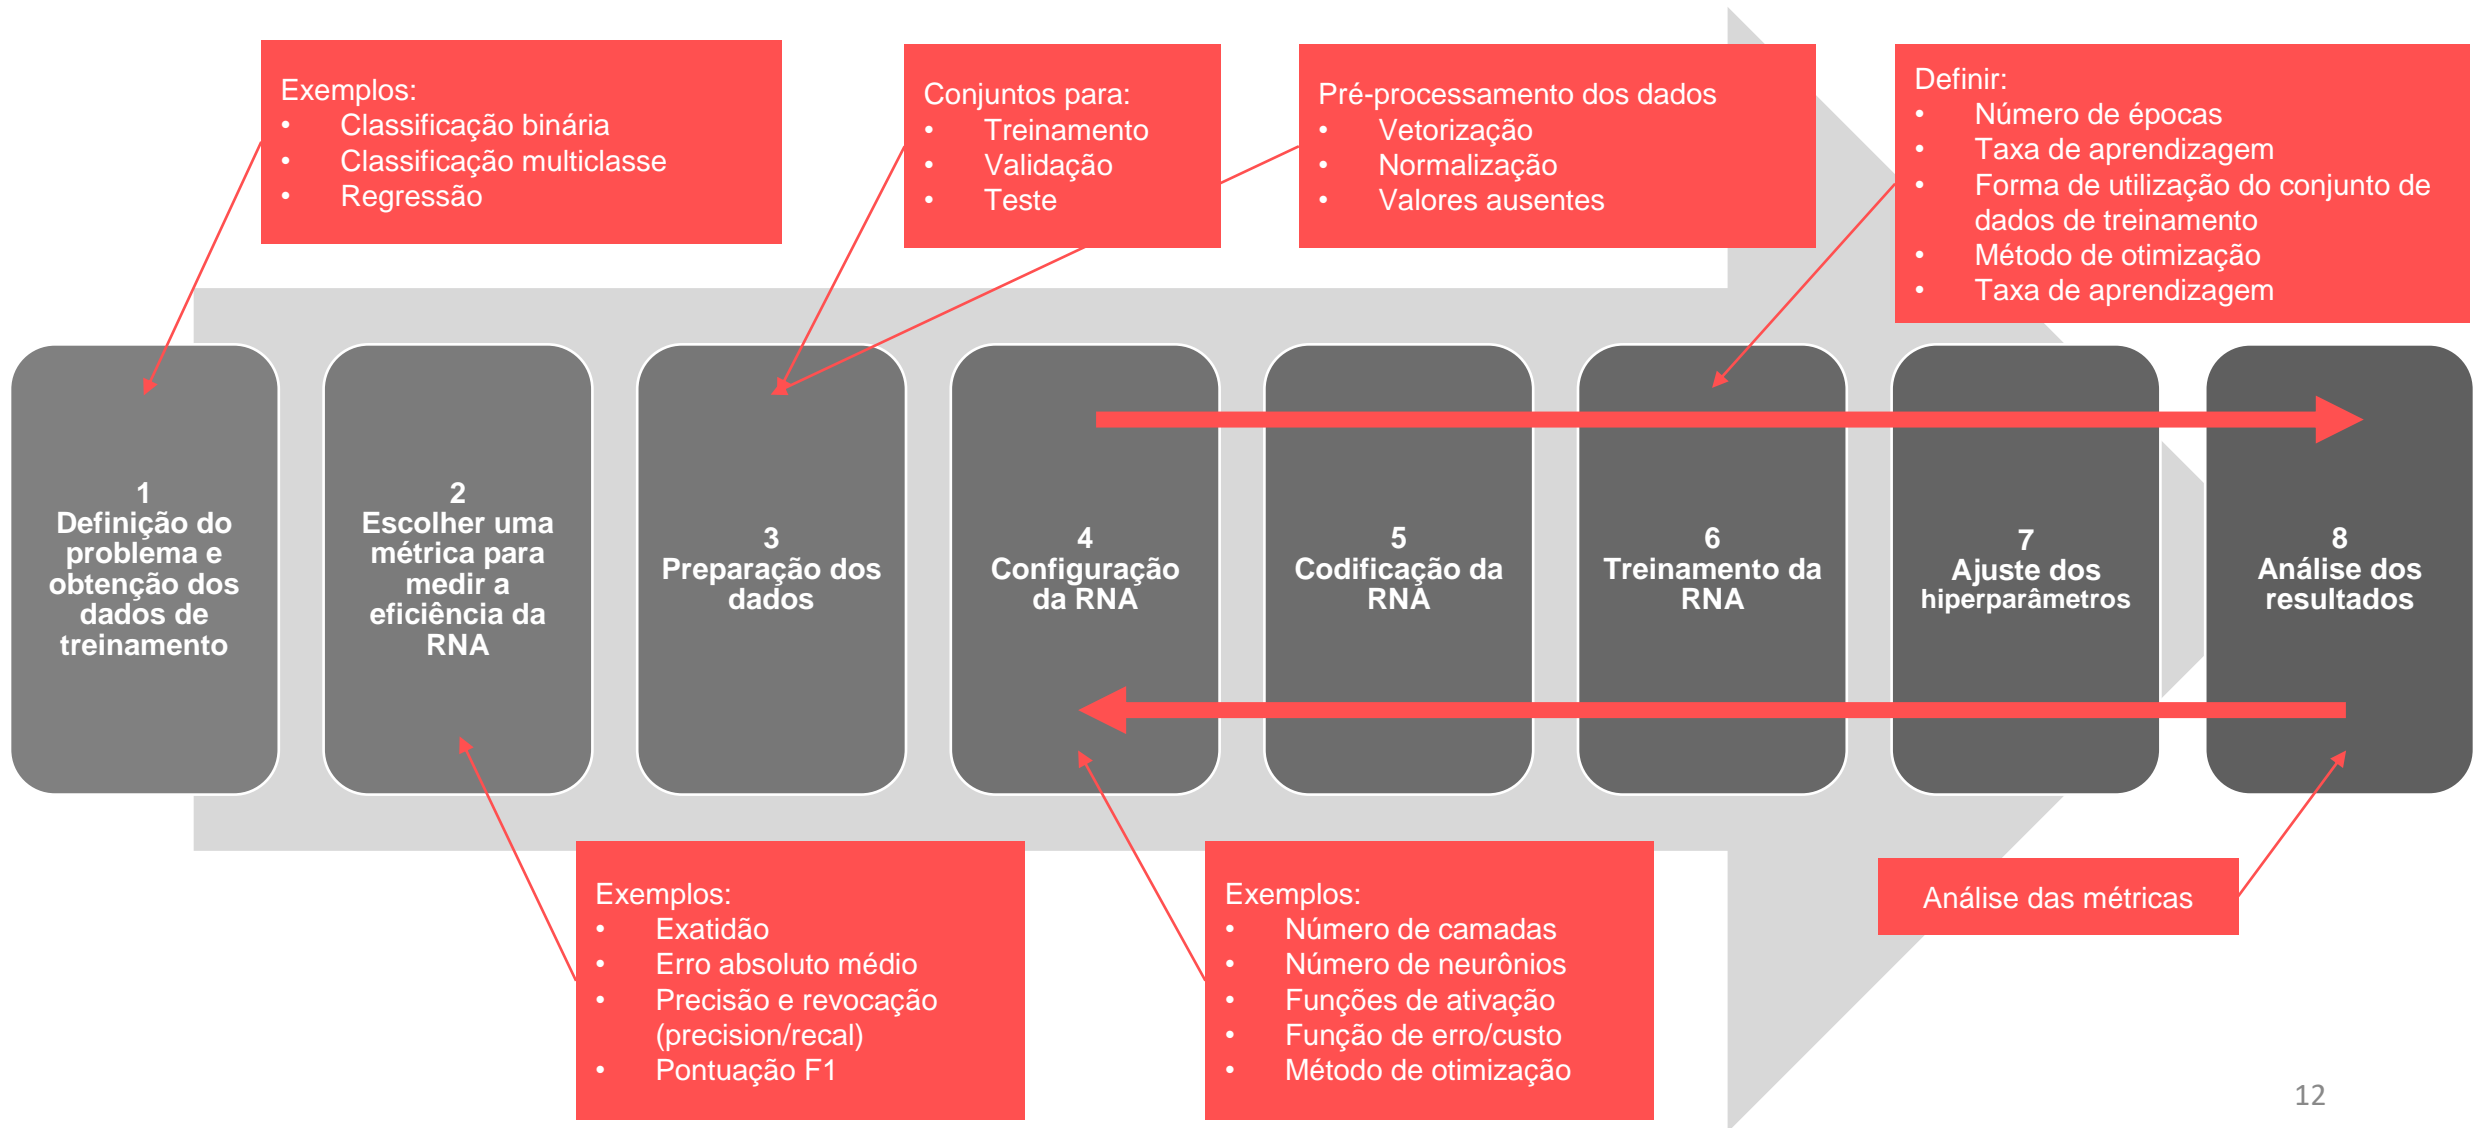 Exemplos:
• Classificação binária
• Classificação multiclasse
• Regressão
Conjuntos para:
• Treinamento
• Validação
• Teste
Pré-processamento dos dados
• Vetorização
• Normalização
• Valores ausentes
Definir:
• Número de épocas
• Taxa de aprendizagem
• Forma de utilização do conjunto de
dados de treinamento
• Método de otimização
• Taxa de aprendizagem
1
Definição do
problema e
obtenção dos
dados de
treinamento
2
Escolher uma
métrica para
medir a
eficiência da
RNA
3
Preparação dos
dados
4
Configuração
da RNA
5
Codificação da
RNA
6
Treinamento da
RNA
7
Ajuste dos
hiperparâmetros
8
Análise dos
resultados
Exemplos:
• Exatidão
• Erro absoluto médio
• Precisão e revocação
(precision/recal)
• Pontuação F1
Exemplos:
• Número de camadas
• Número de neurônios
• Funções de ativação
• Função de erro/custo
• Método de otimização
Análise das métricas
12